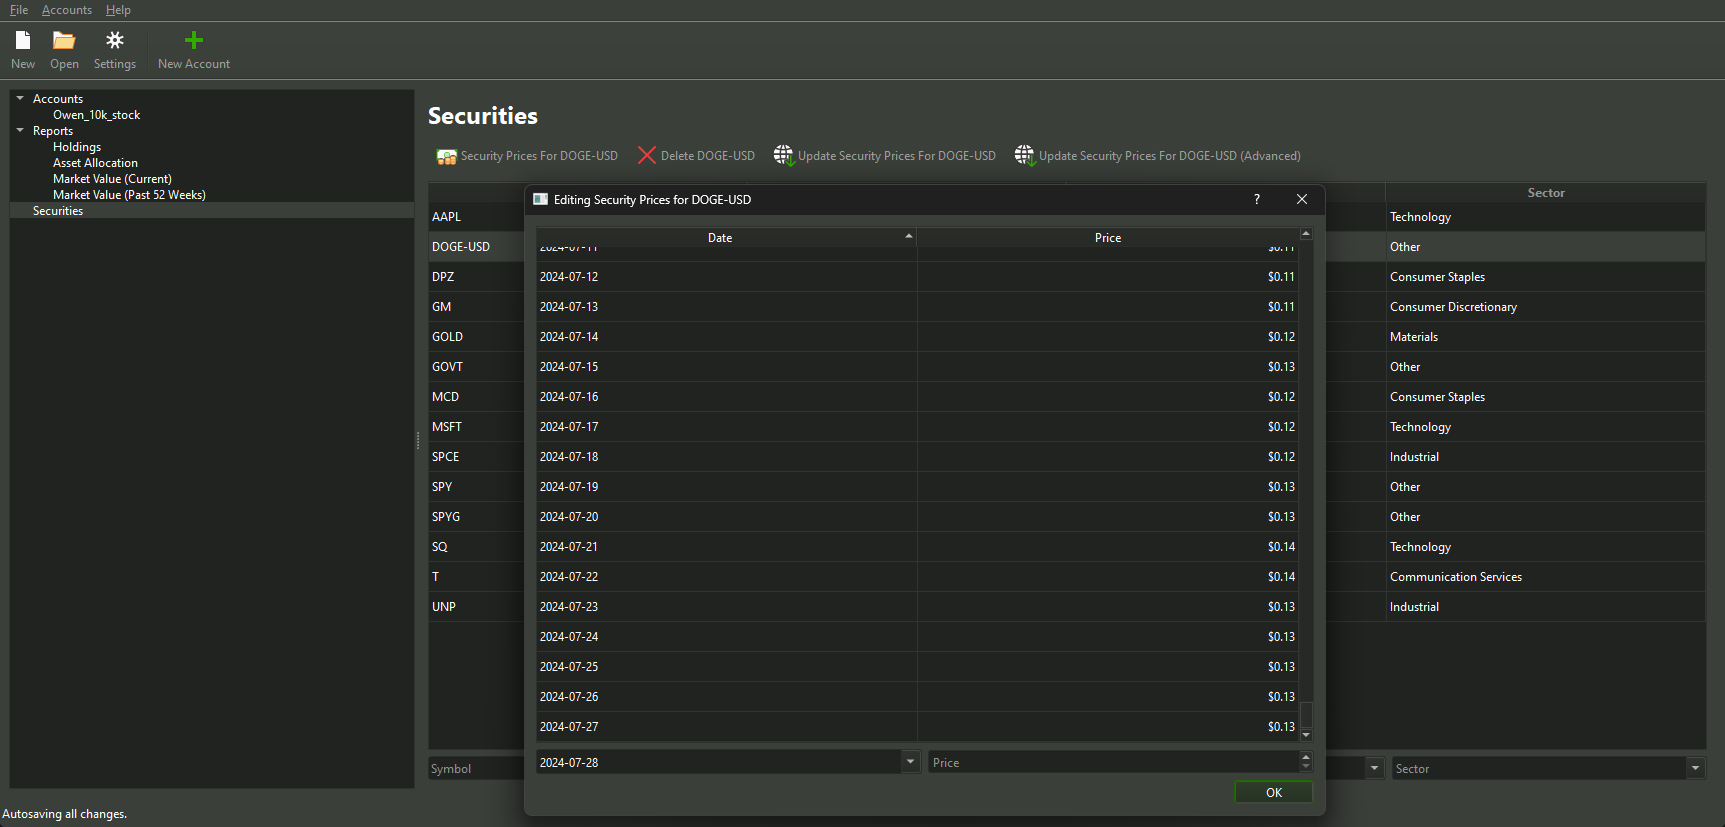 File Accounts Help
New Open Settings New Account
Accounts
Owen_10k_stock
Reports
Holdings
Asset Allocation
Market Value (Current)
Market Value (Past 52 Weeks)
Securities
Securities
Security Prices For DOGE-USD Delete DOGE-USD Update Security Prices For DOGE-USD Update Security Prices For DOGE-USD (Advanced)
Sector
AAPL Technology
DOGE-USD Other
DPZ Consumer Staples
GM Consumer Discretionary
GOLD Materials
GOVT Other
MCD Consumer Staples
MSFT Technology
SPCE Industrial
SPY Other
SPYG Other
SQ Technology
T Communication Services
UNP Industrial
Symbol Sector
Editing Security Prices for DOGE-USD ?
Date Price
2024-07-11 $0.11
2024-07-12 $0.11
2024-07-13 $0.11
2024-07-14 $0.12
2024-07-15 $0.13
2024-07-16 $0.12
2024-07-17 $0.12
2024-07-18 $0.12
2024-07-19 $0.13
2024-07-20 $0.13
2024-07-21 $0.14
2024-07-22 $0.14
2024-07-23 $0.13
2024-07-24 $0.13
2024-07-25 $0.13
2024-07-26 $0.13
2024-07-27 $0.13
2024-07-28 Price
OK
Autosaving all changes.